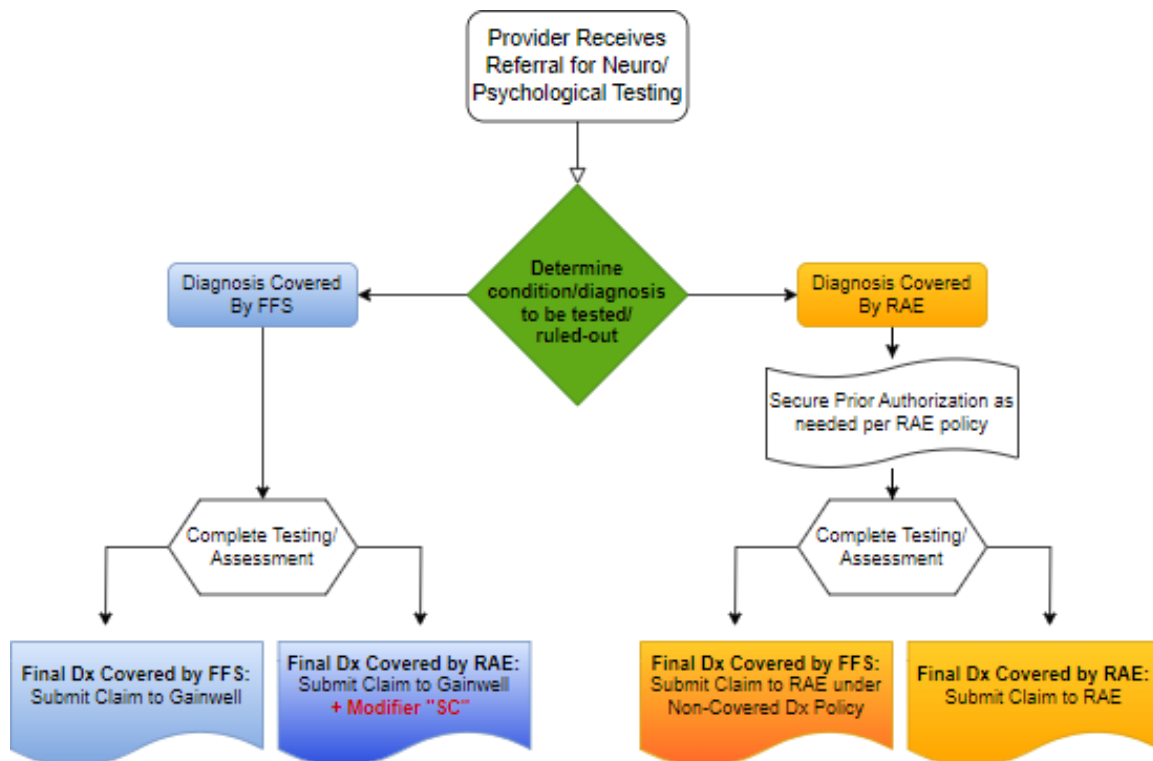 Provider Receives
Referral for Neuro/
Psychological Testing
Determine
condition/diagnosis
to be tested/
ruled-out
Diagnosis Covered
By FFS
Diagnosis Covered
By RAE
Secure Prior Authorization as
needed per RAE policy
Complete Testing/
Assessment
Complete Testing/
Assessment
Final Dx Covered by FFS:
Submit Claim to Gainwell
Final Dx Covered by RAE:
Submit Claim to Gainwell
+ Modifier "SC"
Final Dx Covered by FFS:
Submit Claim to RAE under
Non-Covered Dx Policy
Final Dx Covered by RAE:
Submit Claim to RAE